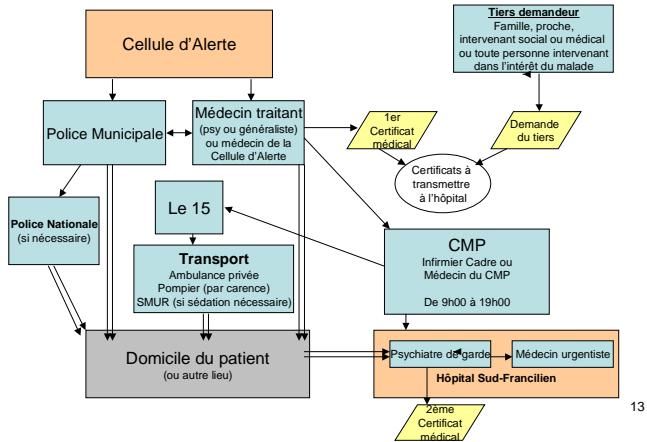 Cellule d'Alerte
Tiers demandeur
Famille, proche,
intervenant social ou médical
ou toute personne intervenant
dans l'intérêt du malade
Police Municipale
Médecin traitant
(psy ou généraliste)
ou médecin de la
Cellule d'Alerte
1er
Certificat
médical
Demande
du tiers
Certificats à
transmettre
à l'hôpital
Police Nationale
(si nécessaire)
Le 15
Transport
Ambulance privée
Pompier (par carence)
SMUR (si sédation nécessaire)
CMP
Infirmier Cadre ou
Médecin du CMP
De 9h00 à 19h00
Domicile du patient
(ou autre lieu)
Psychiatre de garde
Médecin urgentiste
Hôpital Sud-Francilien
2ème
Certificat
médical
13